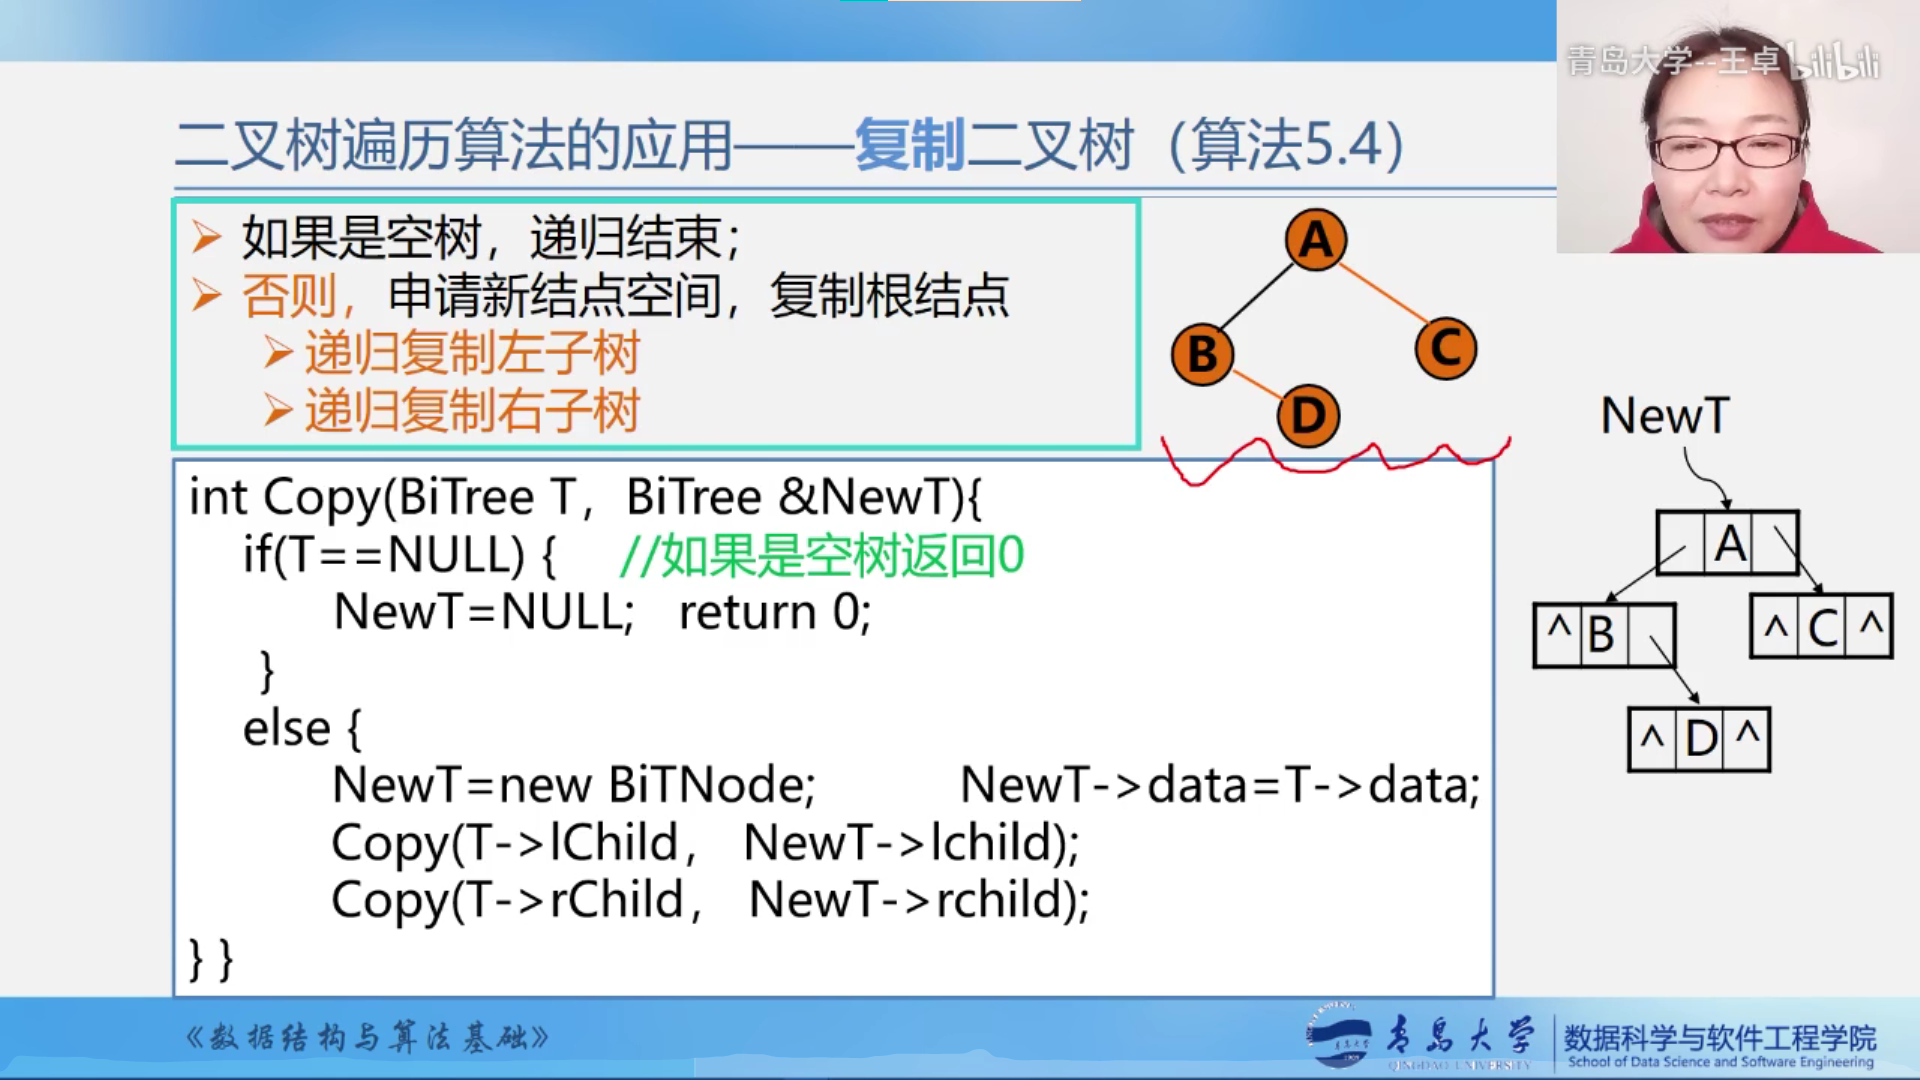 青岛大学--王卓 bilibili
二叉树遍历算法的应用——复制二叉树（算法5.4）
如果是空树，递归结束；
否则，申请新结点空间，复制根结点
递归复制左子树
递归复制右子树
A
B
C
D
int Copy(BiTree T，BiTree &NewT){
if(T==NULL) { //如果是空树返回0
NewT=NULL; return 0;
}
else {
NewT=new BiTNode; NewT->data=T->data;
Copy(T->lChild， NewT->lchild);
Copy(T->rChild， NewT->rchild);
} }
NewT
A
^ B
^ C ^
^ D ^
《数据结构与算法基础》
青岛大学
QINGDAO UNIVERSITY
数据科学与软件工程学院
School of Data Science and Software Engineering